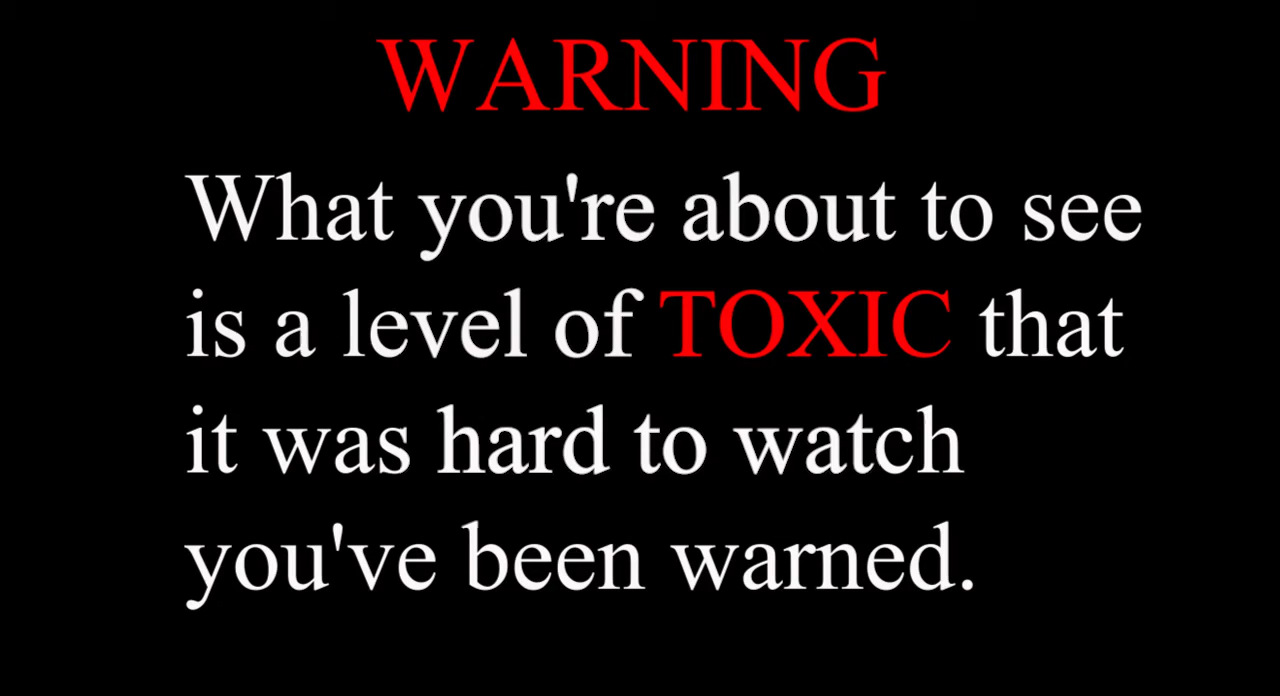 WARNING
What you're about to see
is a level of TOXIC that
it was hard to watch
you've been warned.